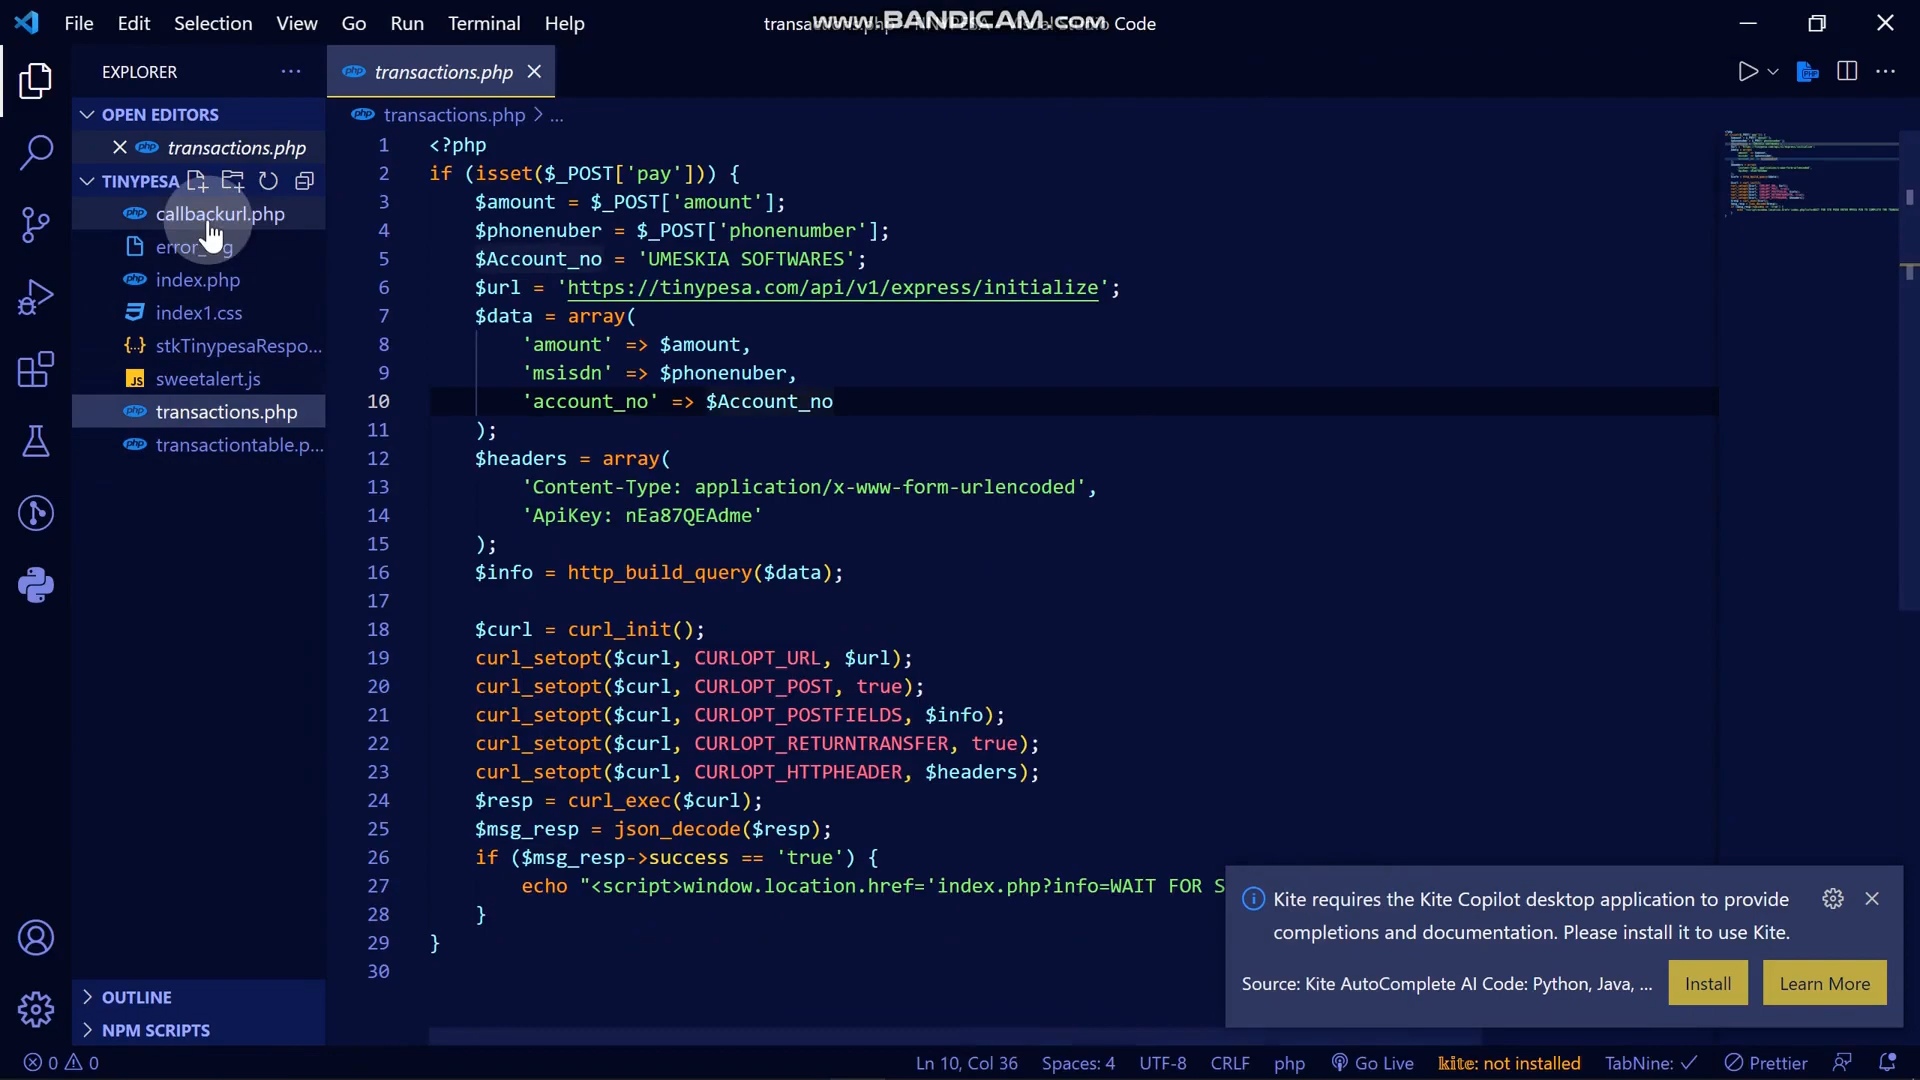 File Edit Selection View Go Run Terminal Help
www.BANDICAM.com
Code
EXPLORER
transactions.php
OPEN EDITORS
transactions.php
TINYPESA
callbackurl.php
index.php
index1.css
stkTinypesaRespo...
sweetalert.js
transactions.php
transactiontable.p...
OUTLINE
NPM SCRIPTS
transactions.php > ...
1 <?php
2 if (isset($_POST['pay'])) {
3 $amount = $_POST['amount'];
4 $phonenuber = $_POST['phonenumber'];
5 $Account_no = 'UMESKIA SOFTWARES';
6 $url = 'https://tinypesa.com/api/v1/express/initialize';
7 $data = array(
8 'amount' => $amount,
9 'msisdn' => $phonenuber,
10 'account_no' => $Account_no
11 );
12 $headers = array(
13 'Content-Type: application/x-www-form-urlencoded',
14 'ApiKey: nEa87QEAdme'
15 );
16 $info = http_build_query($data);
17
18 $curl = curl_init();
19 curl_setopt($curl, CURLOPT_URL, $url);
20 curl_setopt($curl, CURLOPT_POST, true);
21 curl_setopt($curl, CURLOPT_POSTFIELDS, $info);
22 curl_setopt($curl, CURLOPT_RETURNTRANSFER, true);
23 curl_setopt($curl, CURLOPT_HTTPHEADER, $headers);
24 $resp = curl_exec($curl);
25 $msg_resp = json_decode($resp);
26 if ($msg_resp->success == 'true') {
27 echo "<script>window.location.href='index.php?info=WAIT FOR S
28 }
29 }
30
Kite requires the Kite Copilot desktop application to provide
completions and documentation. Please install it to use Kite.
Source: Kite AutoComplete AI Code: Python, Java, ... Install Learn More
0 0 Ln 10, Col 36 Spaces: 4 UTF-8 CRLF php Go Live kite: not installed TabNine: ✓ Prettier